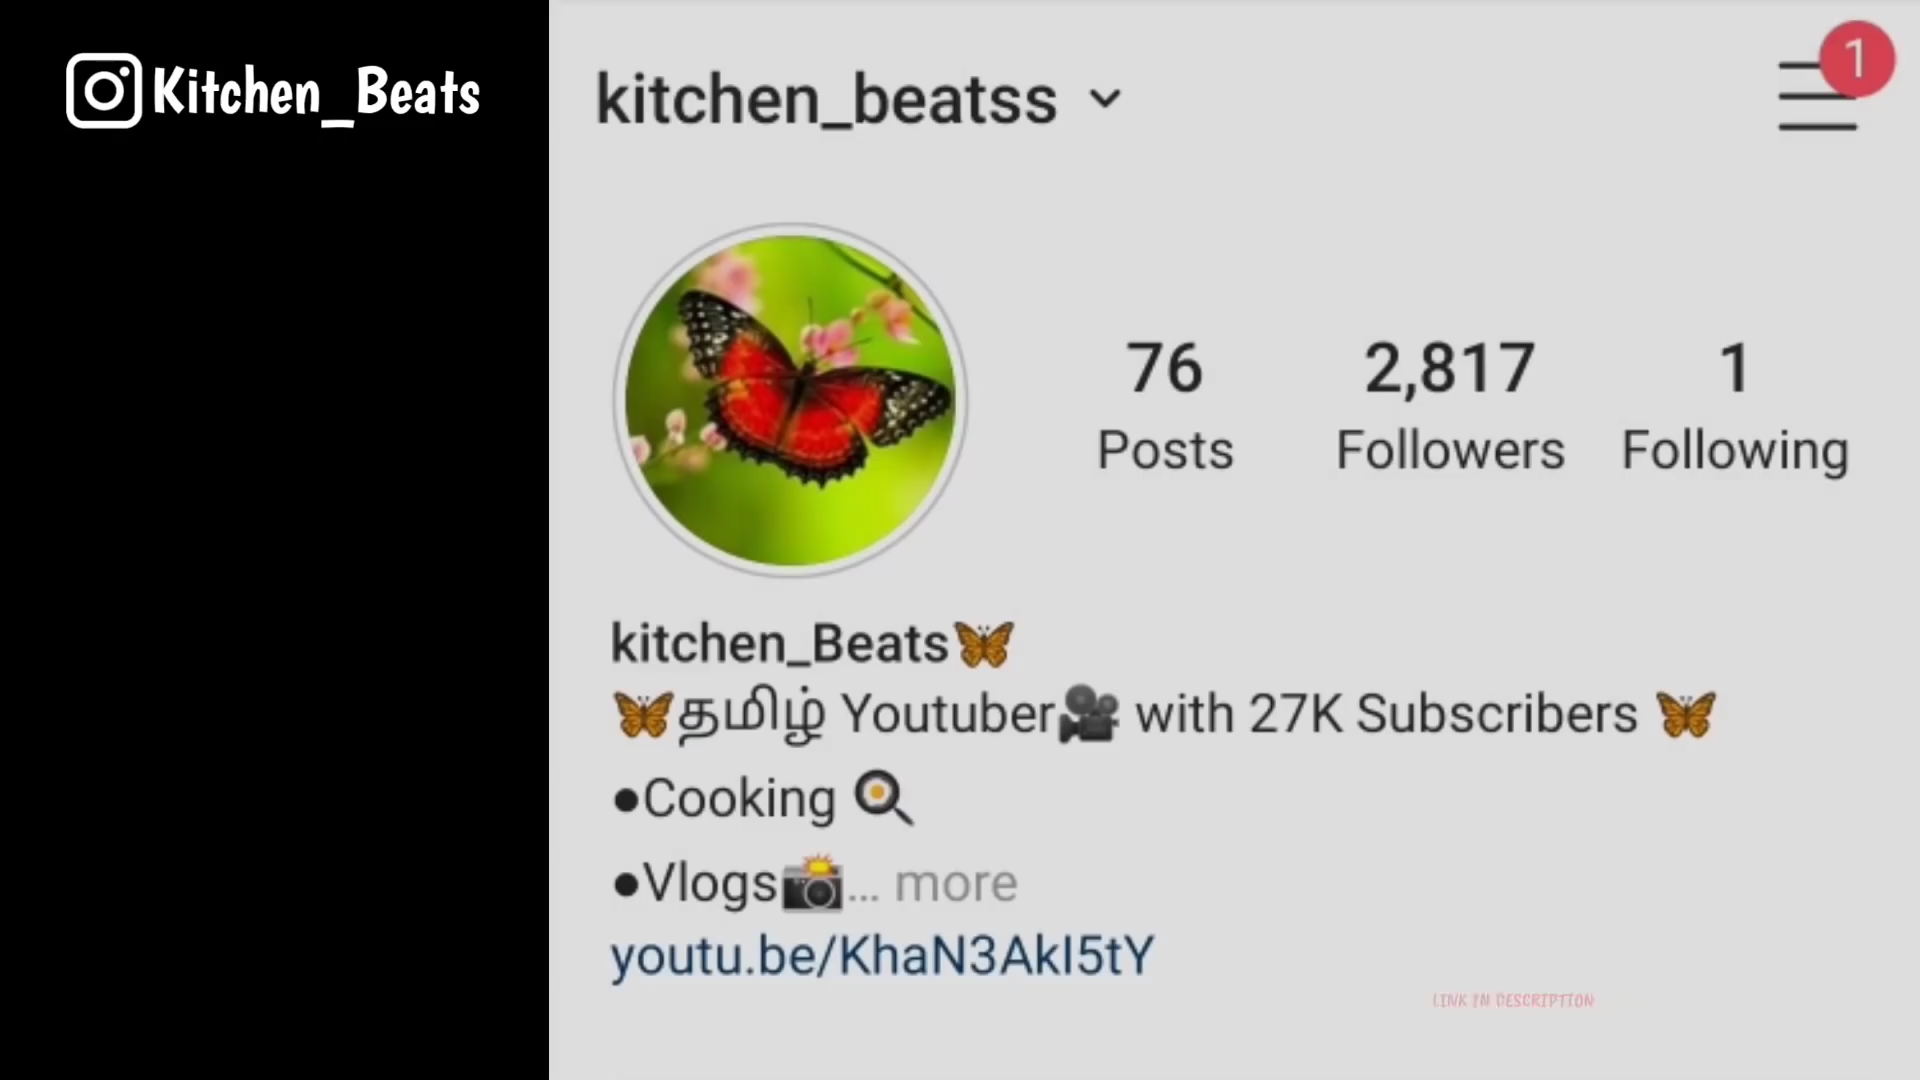 Kitchen_Beats
kitchen_beatss
1
76
Posts
2,817
Followers
1
Following
kitchen_Beats🦋
🦋தமிழ் Youtuber🎥 with 27K Subscribers 🦋
●Cooking 🍳
●Vlogs📸... more
youtu.be/KhaN3AkI5tY
LINK IN DESCRIPTION